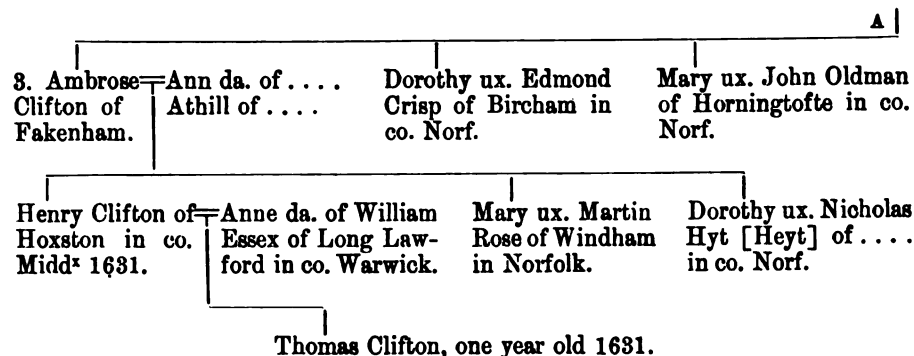 A
3. Ambrose Clifton of Fakenham.
Ann da. of . . . . Athill of . . . .
Dorothy ux. Edmond Crisp of Bircham in co. Norf.
Mary ux. John Oldman of Horningtofte in co. Norf.
Henry Clifton of Hoxston in co. Middˣ 1631.
Anne da. of William Essex of Long Law-
ford in co. Warwick.
Mary ux. Martin Rose of Windham in Norfolk.
Dorothy ux. Nicholas Hyt [Heyt] of . . . . in co. Norf.
Thomas Clifton, one year old 1631.